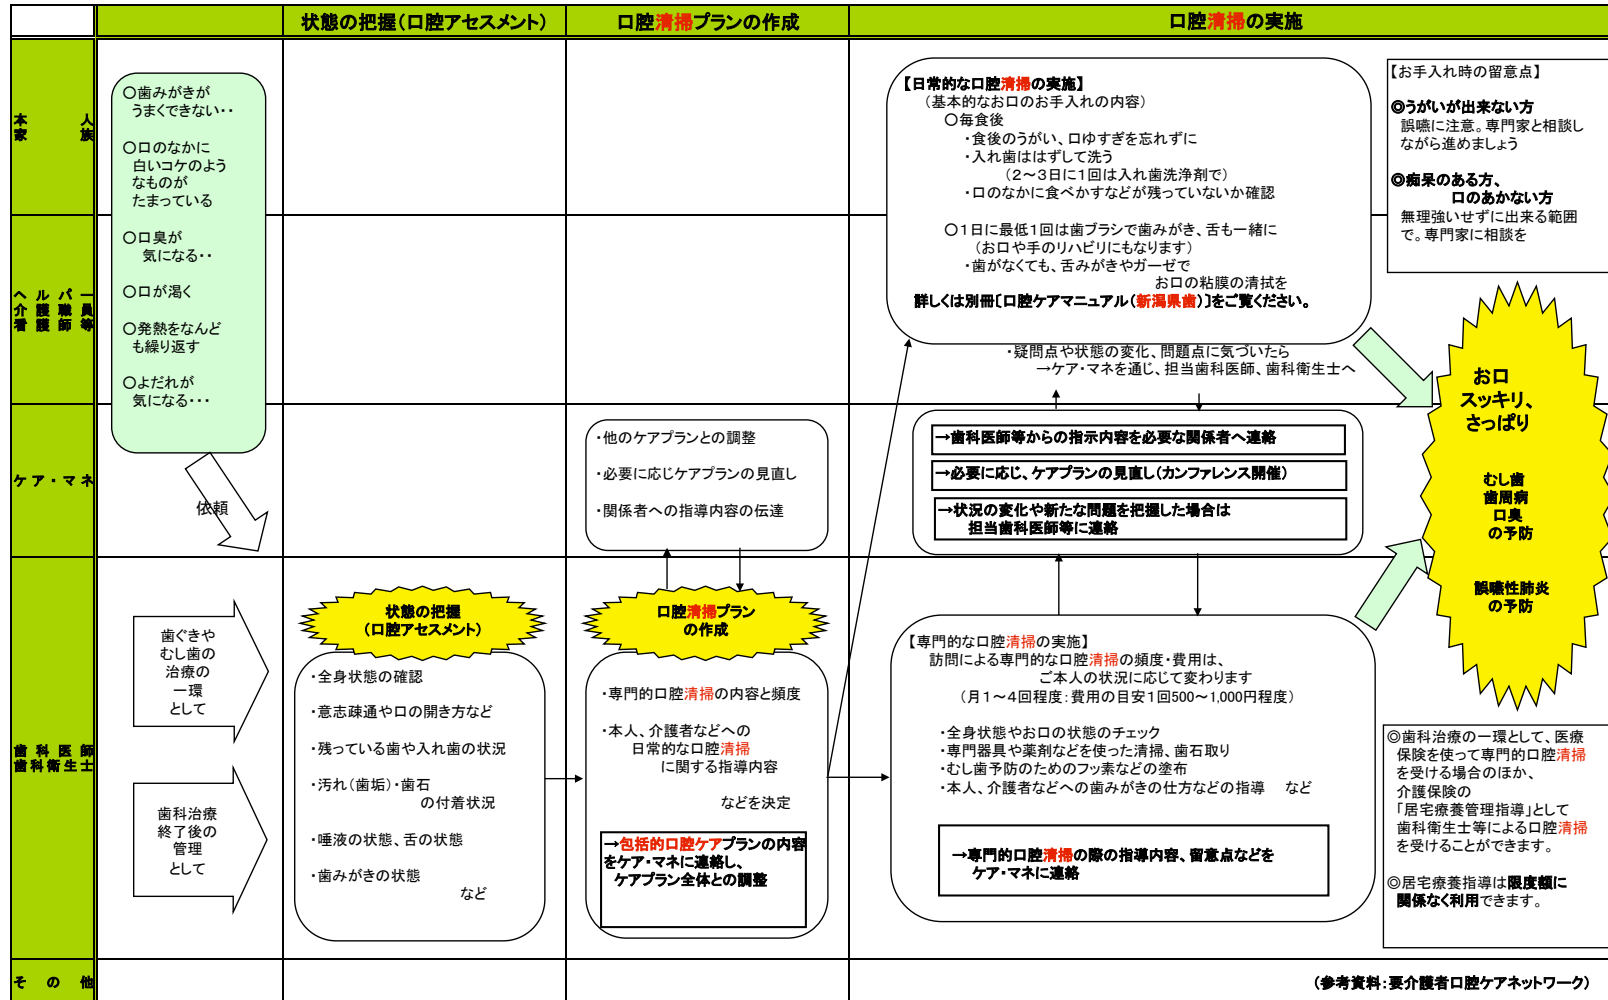 状態の把握(口腔アセスメント)
口腔清掃プランの作成
口腔清掃の実施
本人
家族
ヘルパー
介護職員
看護師等
ケア・マネ
歯科医師
歯科衛生士
その他
○歯みがきが
うまくできない・・
○口のなかに
白いコケのよう
なものが
たまっている
○口臭が
気になる・・
○口が渇く
○発熱をなんど
も繰り返す
○よだれが
気になる・・・
依頼
歯ぐきや
むし歯の
治療の
一環
として
歯科治療
終了後の
管理
として
状態の把握
(口腔アセスメント)
・全身状態の確認
・意志疎通や口の開き方など
・残っている歯や入れ歯の状況
・汚れ(歯垢)・歯石
の付着状況
・唾液の状態、舌の状態
・歯みがきの状態
など
・他のケアプランとの調整
・必要に応じケアプランの見直し
・関係者への指導内容の伝達
口腔清掃プラン
の作成
・専門的口腔清掃の内容と頻度
・本人、介護者などへの
日常的な口腔清掃
に関する指導内容
などを決定
→包括的口腔ケアプランの内容
をケア・マネに連絡し、
ケアプラン全体との調整
【日常的な口腔清掃の実施】
(基本的なお口のお手入れの内容)
○毎食後
・食後のうがい、口ゆすぎを忘れずに
・入れ歯ははずして洗う
(2~3日に1回は入れ歯洗浄剤で)
・口のなかに食べかすなどが残っていないか確認
○1日に最低1回は歯ブラシで歯みがき、舌も一緒に
(お口や手のリハビリにもなります)
・歯がなくても、舌みがきやガーゼで
お口の粘膜の清拭を
詳しくは別冊〔口腔ケアマニュアル(新潟県歯)〕をご覧ください。
・疑問点や状態の変化、問題点に気づいたら
→ケア・マネを通じ、担当歯科医師、歯科衛生士へ
→歯科医師等からの指示内容を必要な関係者へ連絡
→必要に応じ、ケアプランの見直し(カンファレンス開催)
→状況の変化や新たな問題を把握した場合は
担当歯科医師等に連絡
【専門的な口腔清掃の実施】
訪問による専門的な口腔清掃の頻度・費用は、
ご本人の状況に応じて変わります
(月1~4回程度:費用の目安1回500~1,000円程度)
・全身状態やお口の状態のチェック
・専門器具や薬剤などを使った清掃、歯石取り
・むし歯予防のためのフッ素などの塗布
・本人、介護者などへの歯みがきの仕方などの指導 など
→専門的口腔清掃の際の指導内容、留意点などを
ケア・マネに連絡
【お手入れ時の留意点】
◎うがいが出来ない方
誤嚥に注意。専門家と相談し
ながら進めましょう
◎痴呆のある方、
口のあかない方
無理強いせずに出来る範囲
で。専門家に相談を
お口
スッキリ、
さっぱり
むし歯
歯周病
口臭
の予防
誤嚥性肺炎
の予防
◎歯科治療の一環として、医療
保険を使って専門的口腔清掃
を受ける場合のほか、
介護保険の
「居宅療養管理指導」として
歯科衛生士等による口腔清掃
を受けることができます。
◎居宅療養指導は限度額に
関係なく利用できます。
(参考資料:要介護者口腔ケアネットワーク)